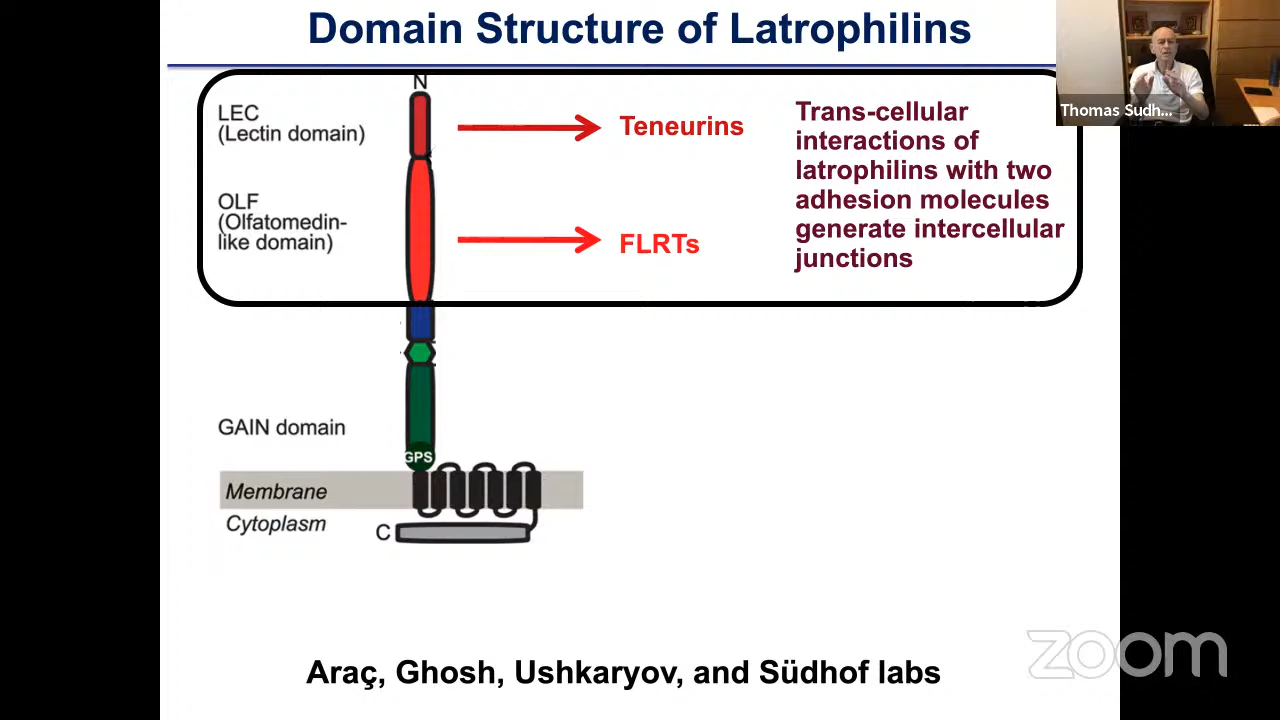 Domain Structure of Latrophilins
Thomas Sudh...
N
LEC
(Lectin domain)
Teneurins
OLF
(Olfatomedin-
like domain)
FLRTs
Trans-cellular
interactions of
latrophilins with two
adhesion molecules
generate intercellular
junctions
GAIN domain
GPS
Membrane
Cytoplasm
C
Araç, Ghosh, Ushkaryov, and Südhof labs
zoom